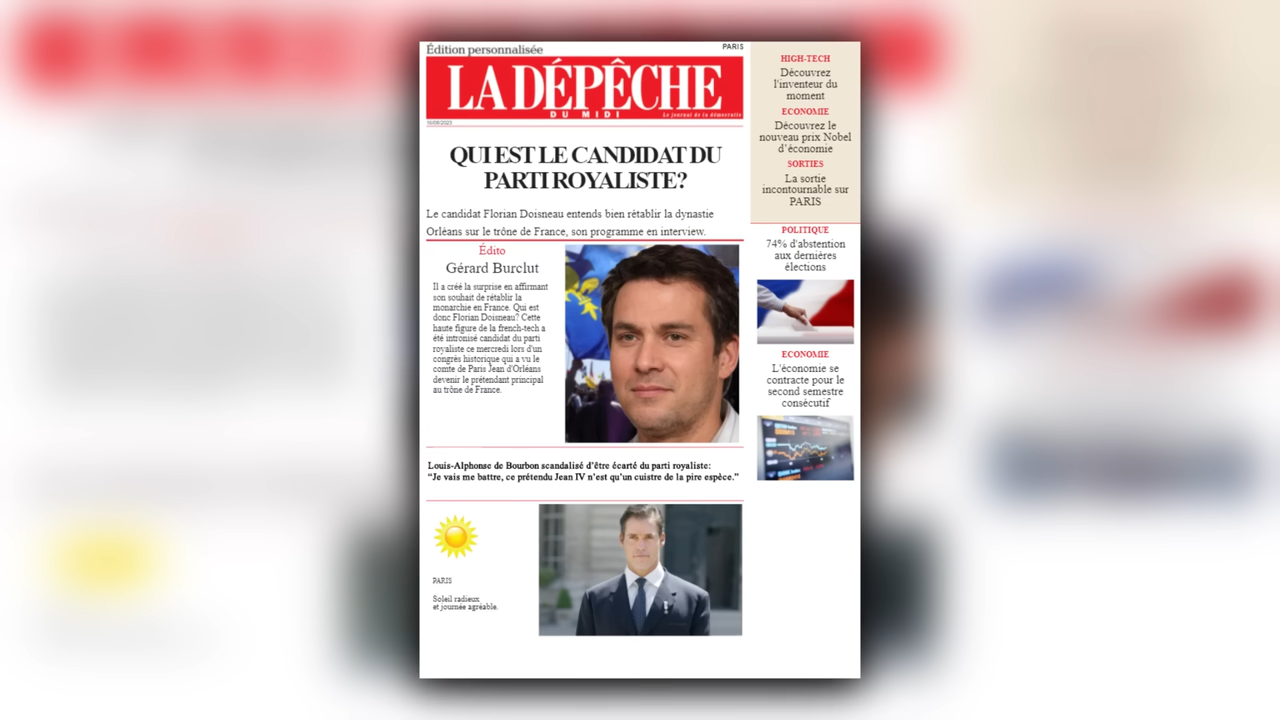 Édition personnalisée
PARIS
LA DÉPÊCHE
DU MIDI
Le journal de la démocratie
16/08/2023
QUI EST LE CANDIDAT DU
PARTI ROYALISTE?
Le candidat Florian Doisneau entends bien rétablir la dynastie
Orléans sur le trône de France, son programme en interview.
Édito
Gérard Burclut
Il a créé la surprise en affirmant
son souhait de rétablir la
monarchie en France. Qui est
donc Florian Doisneau? Cette
haute figure de la french-tech a
été intronisé candidat du parti
royaliste ce mercredi lors d'un
congrès historique qui a vu le
comte de Paris Jean d'Orléans
devenir le prétendant principal
au trône de France.
Louis-Alphonse de Bourbon scandalisé d'être écarté du parti royaliste:
“Je vais me battre, ce prétendu Jean IV n'est qu'un cuistre de la pire espèce.”
PARIS
Soleil radieux
et journée agréable.
HIGH-TECH
Découvrez
l'inventeur du
moment
ECONOMIE
Découvrez le
nouveau prix Nobel
d'économie
SORTIES
La sortie
incontournable sur
PARIS
POLITIQUE
74% d'abstention
aux dernières
élections
ECONOMIE
L'économie se
contracte pour le
second semestre
consécutif